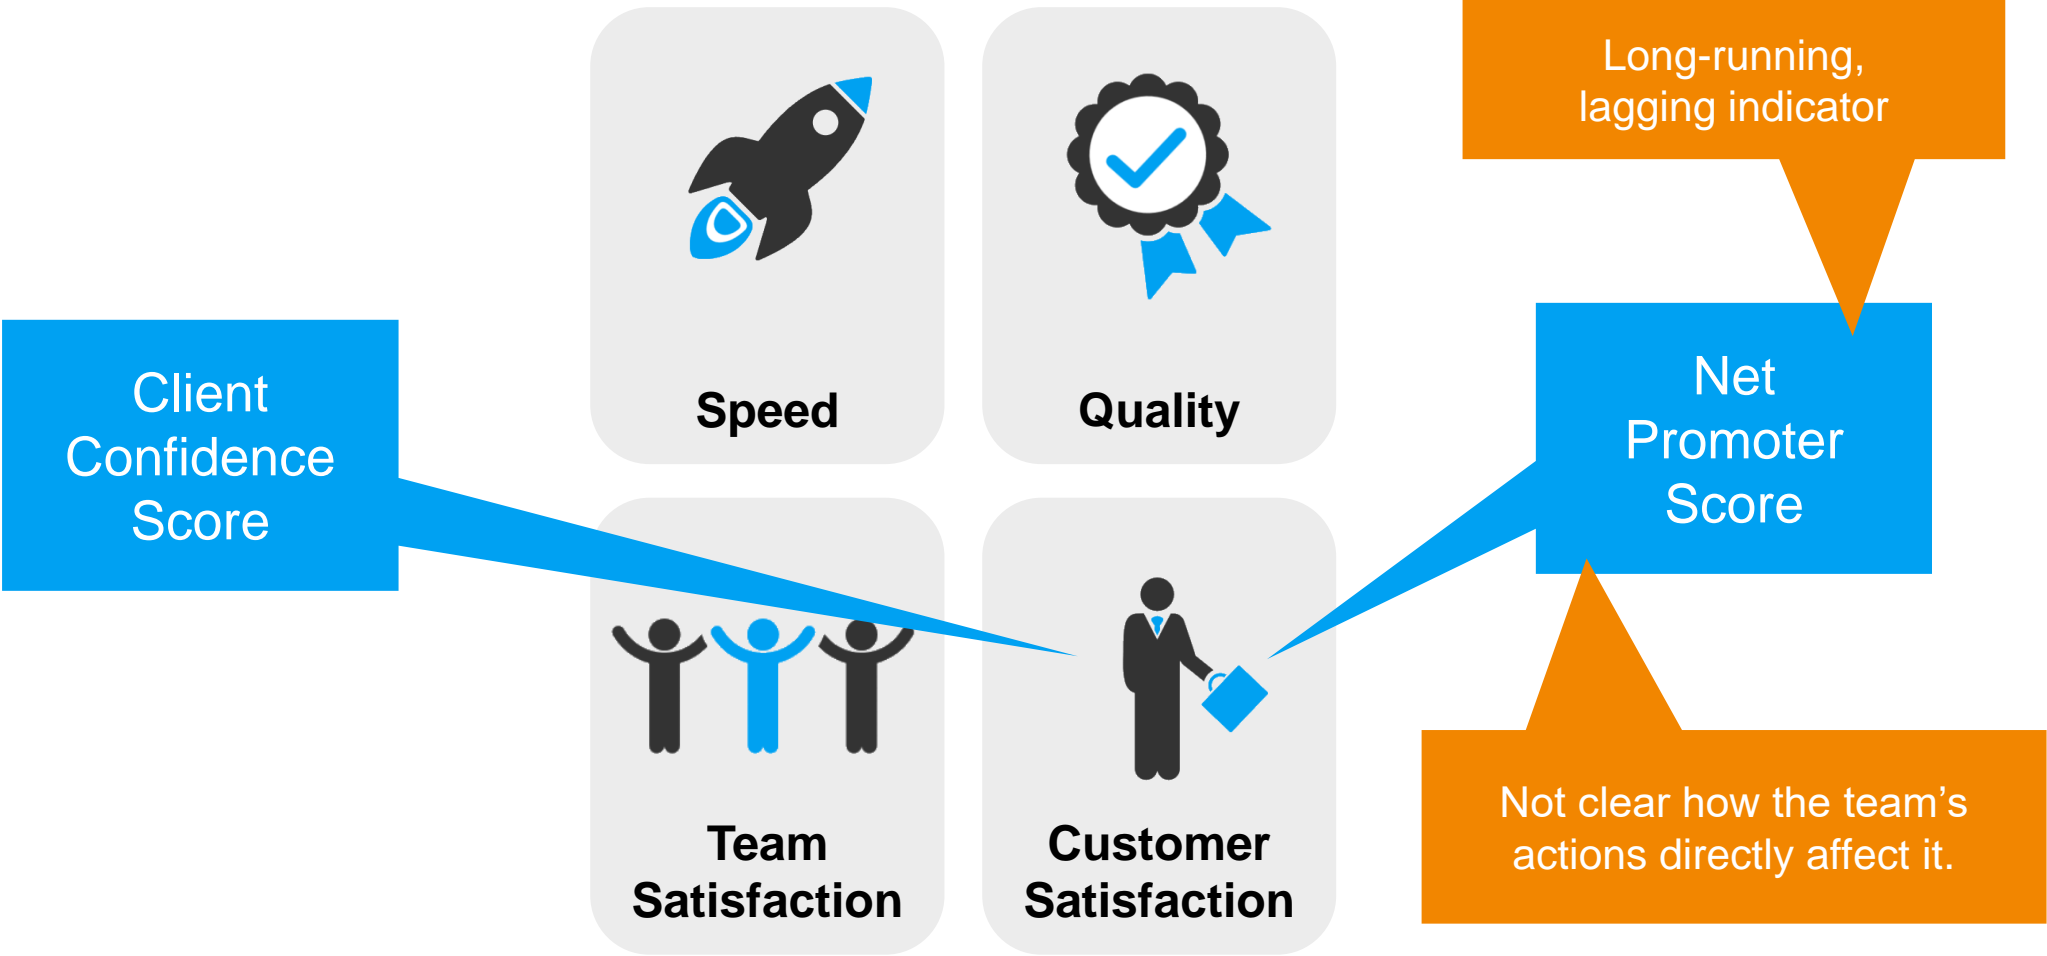 Long-running,
lagging indicator
Speed
Quality
Client
Confidence
Score
Net
Promoter
Score
Team
Satisfaction
Customer
Satisfaction
Not clear how the team’s
actions directly affect it.